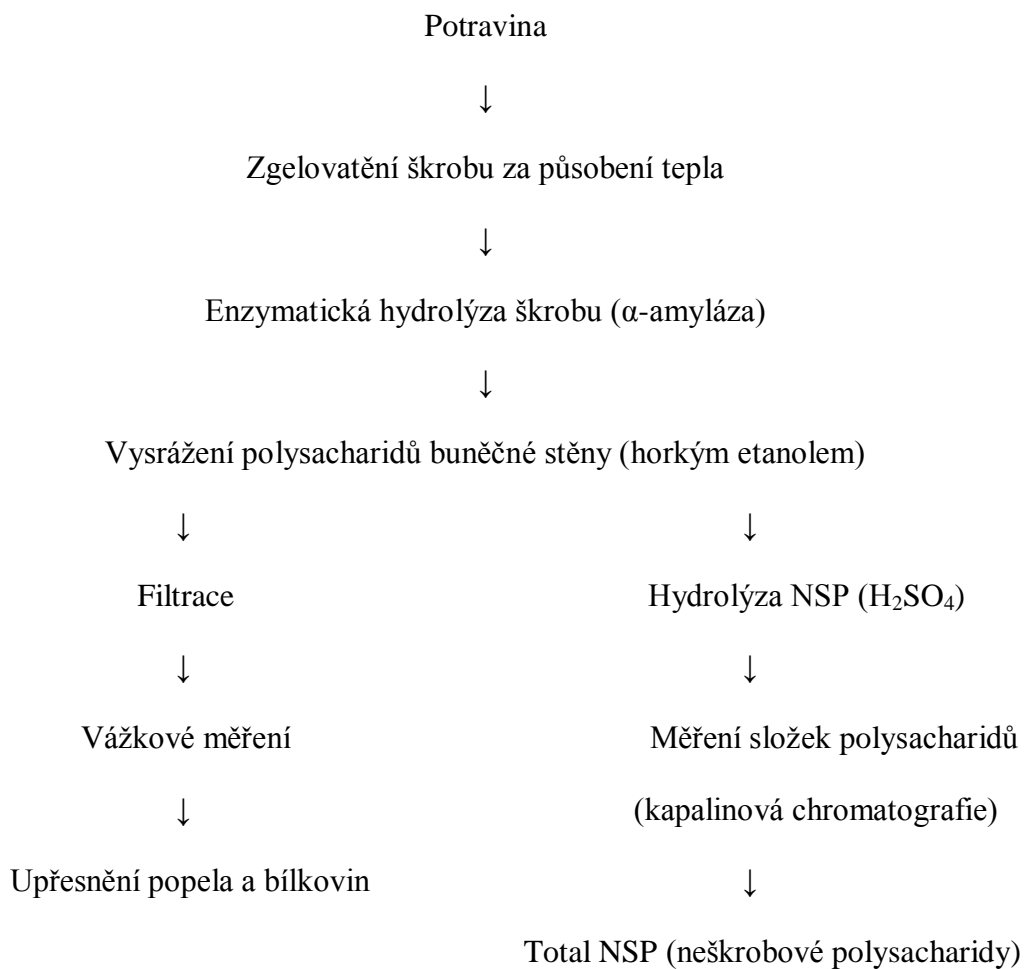 Potravina
↓
Zgelovatění škrobu za působení tepla
↓
Enzymatická hydrolýza škrobu (α-amyláza)
↓
Vysrážení polysacharidů buněčné stěny (horkým etanolem)
↓ ↓
Filtrace Hydrolýza NSP (H₂SO₄)
↓ ↓
Vážkové měření Měření složek polysacharidů
↓ (kapalinová chromatografie)
Upřesnění popela a bílkovin ↓
Total NSP (neškrobové polysacharidy)